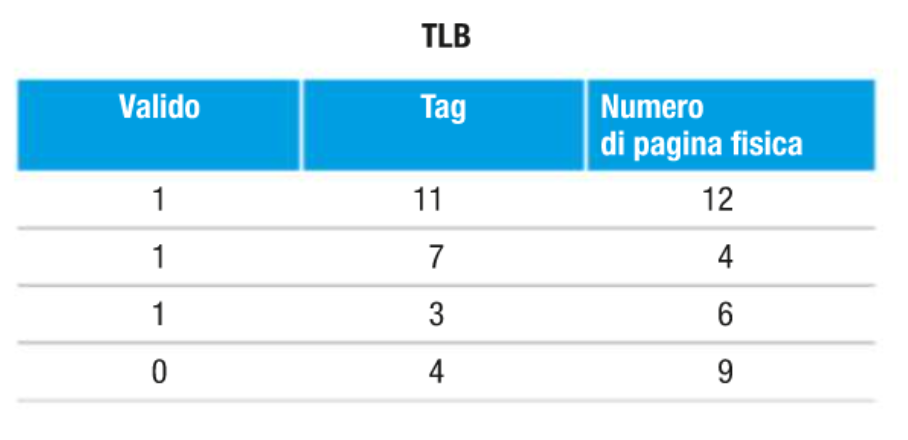 TLB
Valido Tag Numero
di pagina fisica
1 11 12
1 7 4
1 3 6
0 4 9